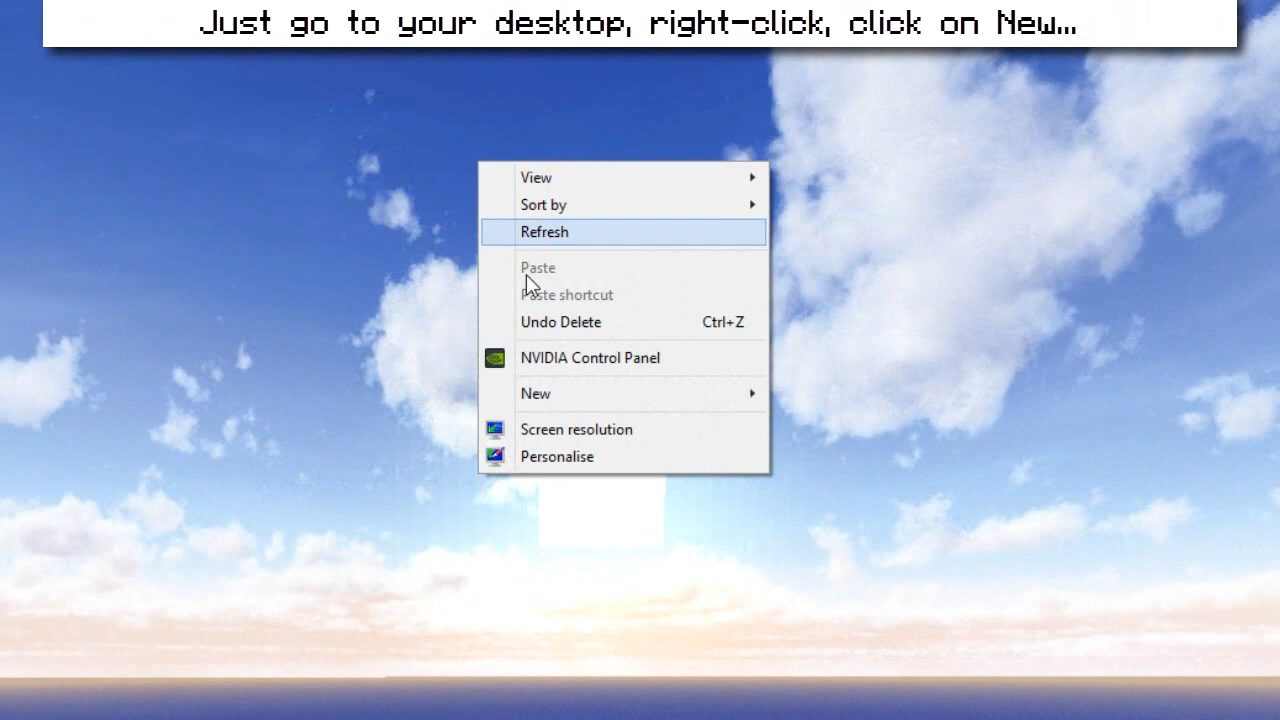 Just go to your desktop, right-click, click on New...
View
Sort by
Refresh
Paste
Paste shortcut
Undo Delete Ctrl+Z
NVIDIA Control Panel
New
Screen resolution
Personalise